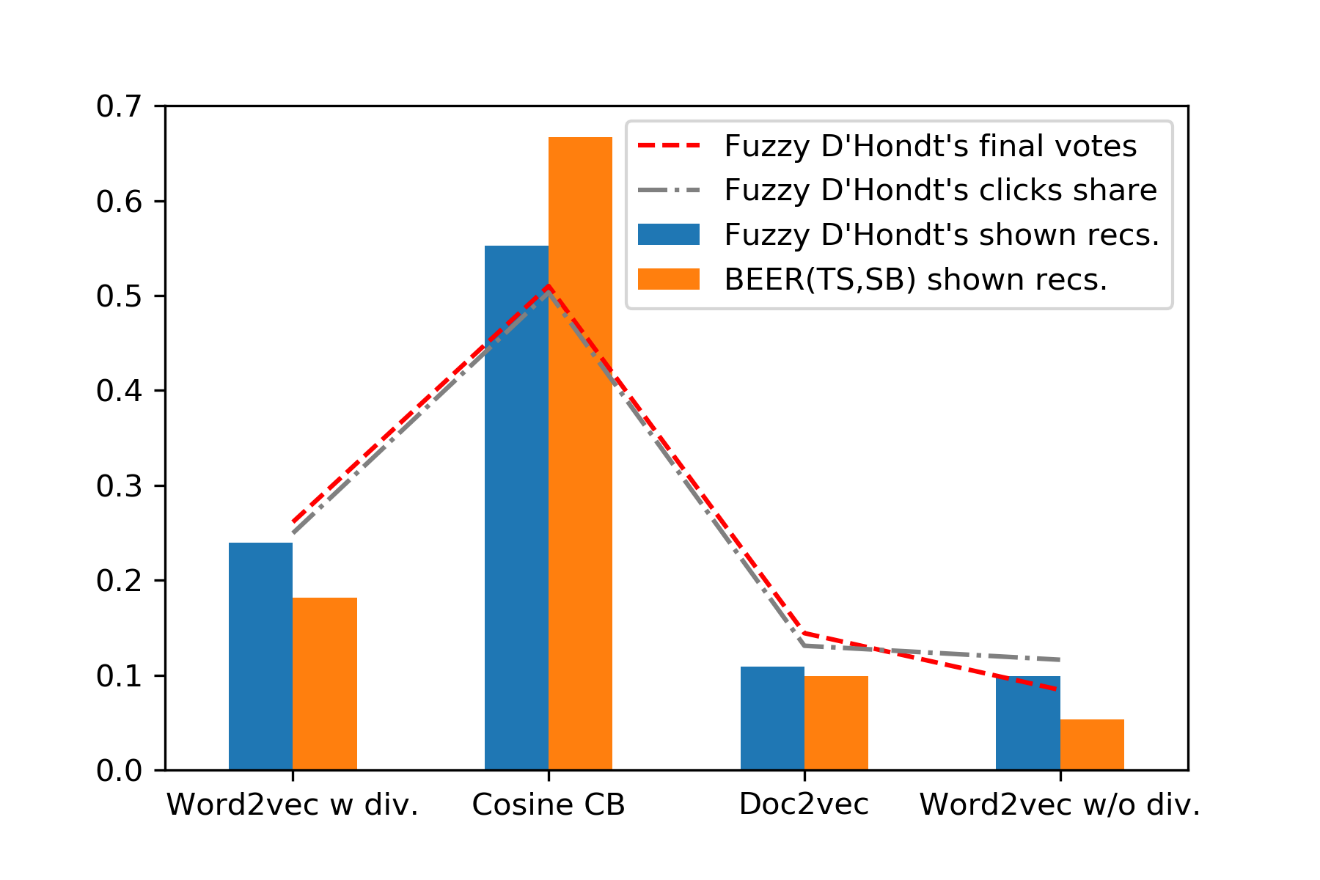 0.7
0.6
0.5
0.4
0.3
0.2
0.1
0.0
Fuzzy D'Hondt's final votes
Fuzzy D'Hondt's clicks share
Fuzzy D'Hondt's shown recs.
BEER(TS,SB) shown recs.
Word2vec w div.
Cosine CB
Doc2vec
Word2vec w/o div.